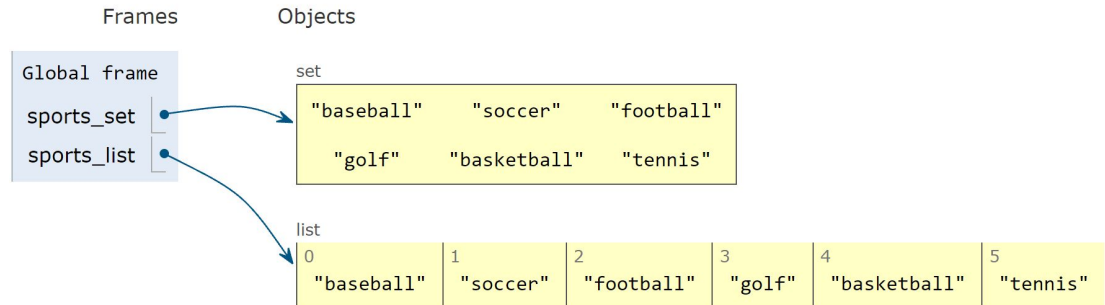 Frames Objects
Global frame
sports_set
sports_list
set
"baseball" "soccer" "football"
"golf" "basketball" "tennis"
list
0 1 2 3 4 5
"baseball" "soccer" "football" "golf" "basketball" "tennis"